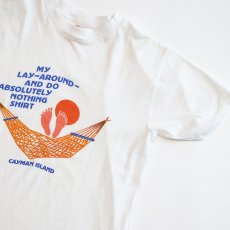 MY
LAY-AROUND-
AND DO
ABSOLUTELY
NOTHING
SHIRT
CAYMAN ISLAND